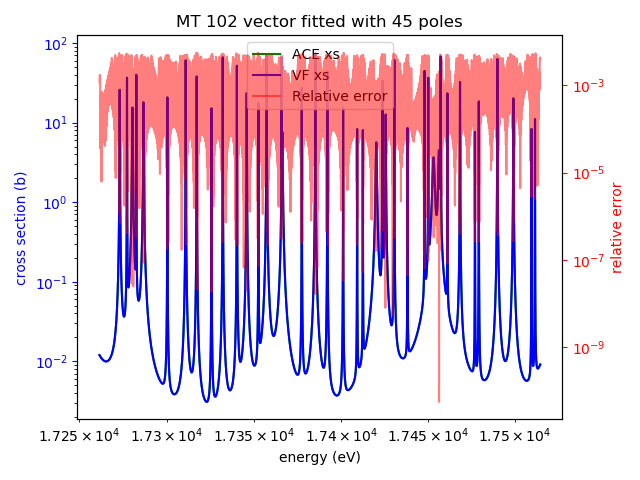 MT 102 vector fitted with 45 poles
ACE xs
VF xs
Relative error
cross section (b)
10²
10¹
10⁰
10⁻¹
10⁻²
relative error
10⁻³
10⁻⁵
10⁻⁷
10⁻⁹
1.725 × 10⁴ 1.73 × 10⁴ 1.735 × 10⁴ 1.74 × 10⁴ 1.745 × 10⁴ 1.75 × 10⁴
energy (eV)